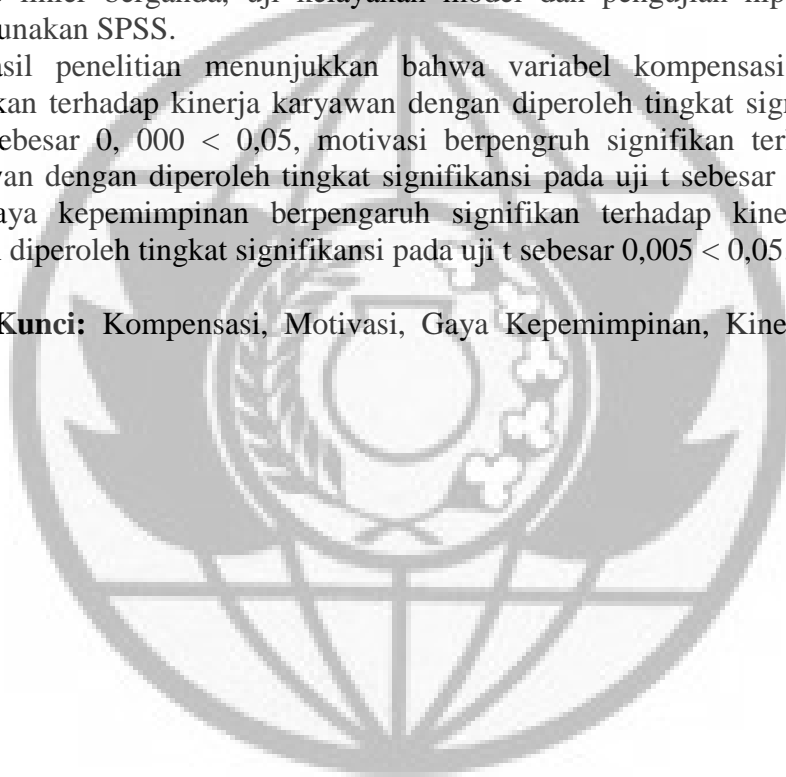 linier berganda, uji kelayakan model dan pengujian
unakan SPSS.
asil penelitian menunjukkan bahwa variabel kompensasi
kan terhadap kinerja karyawan dengan diperoleh tingkat sign
sebesar 0, 000 < 0,05, motivasi berpengruh signifikan ter
van dengan diperoleh tingkat signifikansi pada uji t sebesar
aya kepemimpinan berpengaruh signifikan terhadap kine
diperoleh tingkat signifikansi pada uji t sebesar 0,005 < 0,05
Kunci: Kompensasi, Motivasi, Gaya Kepemimpinan, Kine